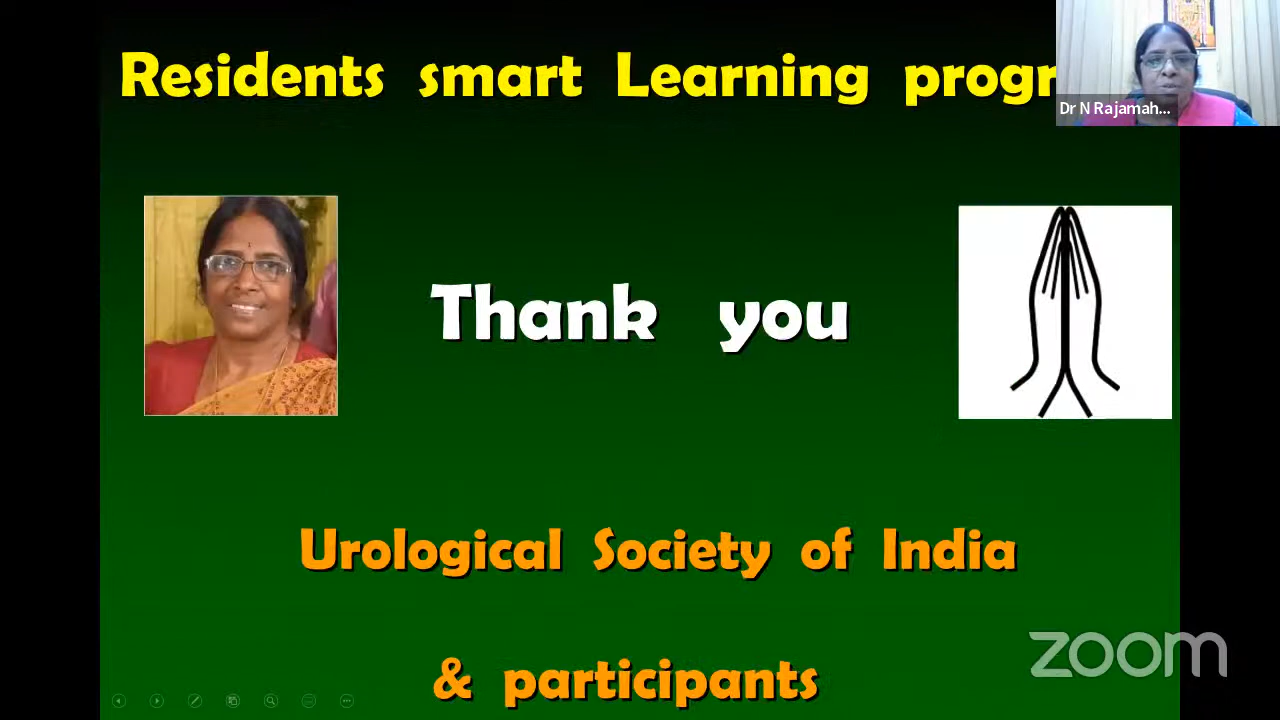 Residents smart Learning progr
Dr N Rajamah...
Thank you
Urological Society of India
zoom
& participants